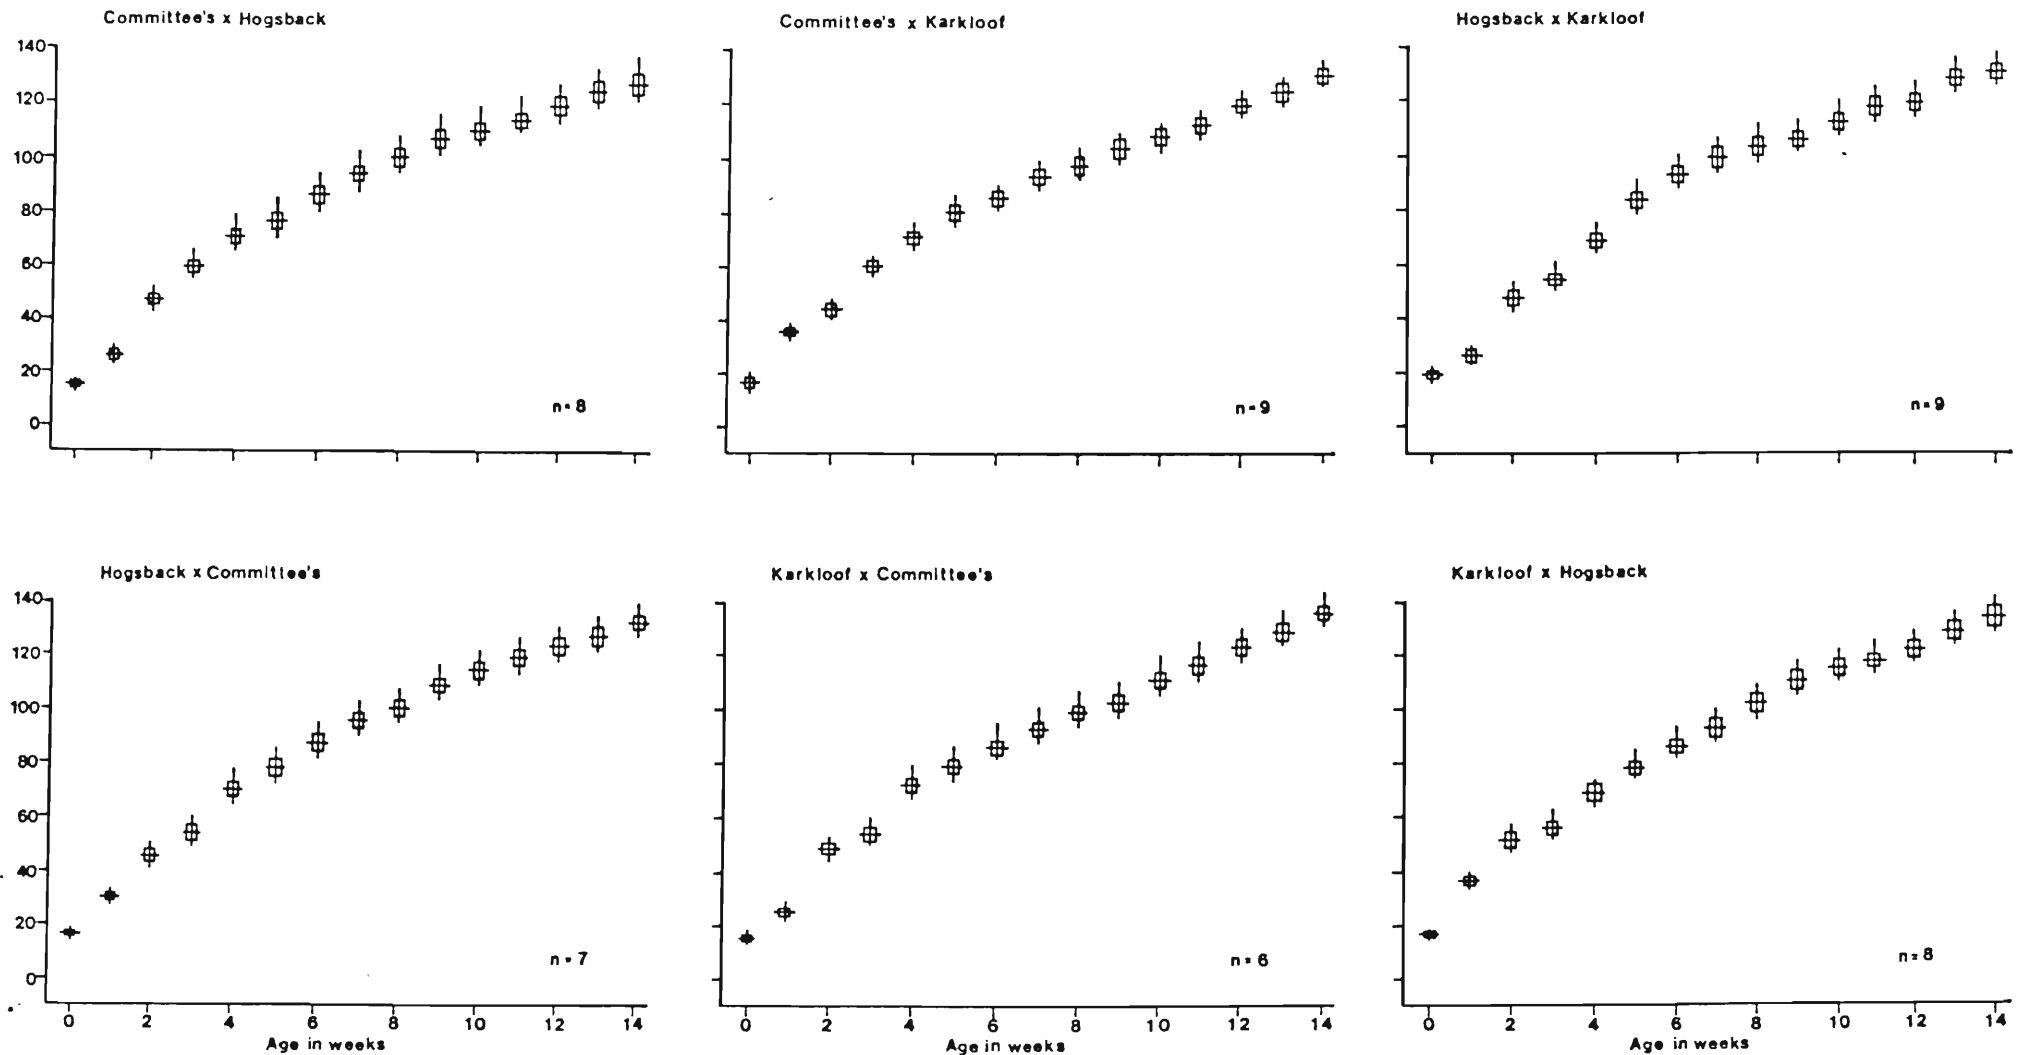 Committee's x Hogsback
Committee's x Karkloof
Hogsback x Karkloof
140
120
100
80
60
40
20
0
n=8
n=9
n=9
Hogsback x Committee's
Karkloof x Committee's
Karkloof x Hogsback
140
120
100
80
60
40
20
0
n=7
n=6
n=8
0 2 4 6 8 10 12 14
Age in weeks
0 2 4 6 8 10 12 14
Age in weeks
0 2 4 6 8 10 12 14
Age in weeks